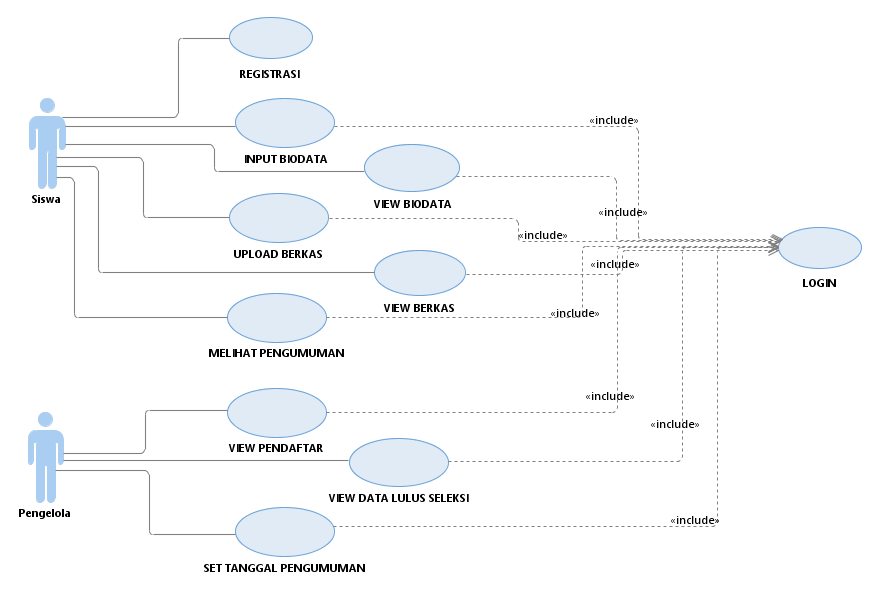 REGISTRASI
«include»
INPUT BIODATA
Siswa
VIEW BIODATA
«include»
«include»
UPLOAD BERKAS
«include»
LOGIN
VIEW BERKAS
«include»
MELIHAT PENGUMUMAN
«include»
«include»
VIEW PENDAFTAR
VIEW DATA LULUS SELEKSI
Pengelola
«include»
SET TANGGAL PENGUMUMAN